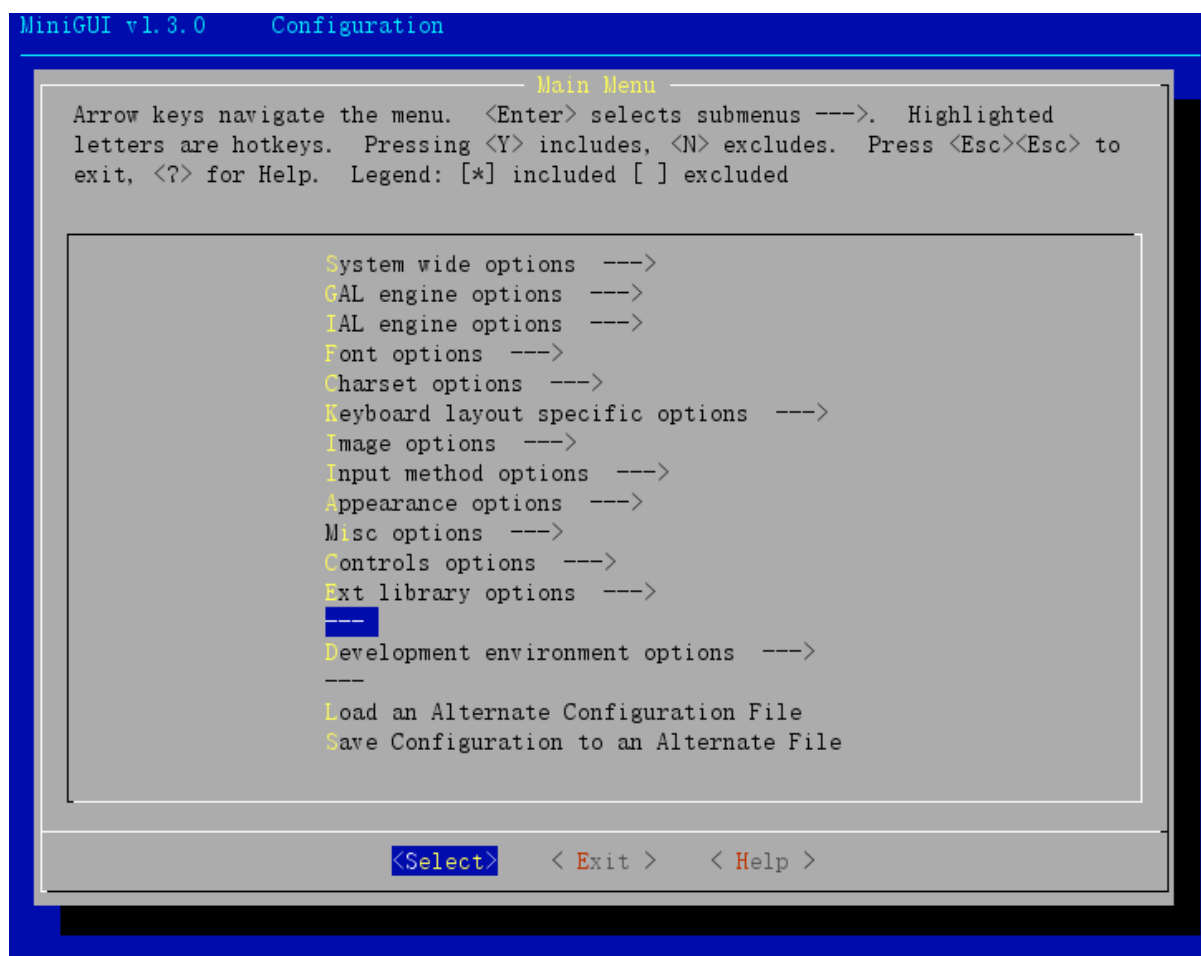 MiniGUI v1.3.0     Configuration
Main Menu
Arrow keys navigate the menu.  <Enter> selects submenus --->.  Highlighted
letters are hotkeys.  Pressing <Y> includes, <N> excludes.  Press <Esc><Esc> to
exit, <?> for Help.  Legend: [*] included [ ] excluded
System wide options  --->
GAL engine options  --->
IAL engine options  --->
Font options  --->
Charset options  --->
Keyboard layout specific options  --->
Image options  --->
Input method options  --->
Appearance options  --->
Misc options  --->
Controls options  --->
Ext library options  --->
---
Development environment options  --->
---
Load an Alternate Configuration File
Save Configuration to an Alternate File
<Select>    < Exit >    < Help >